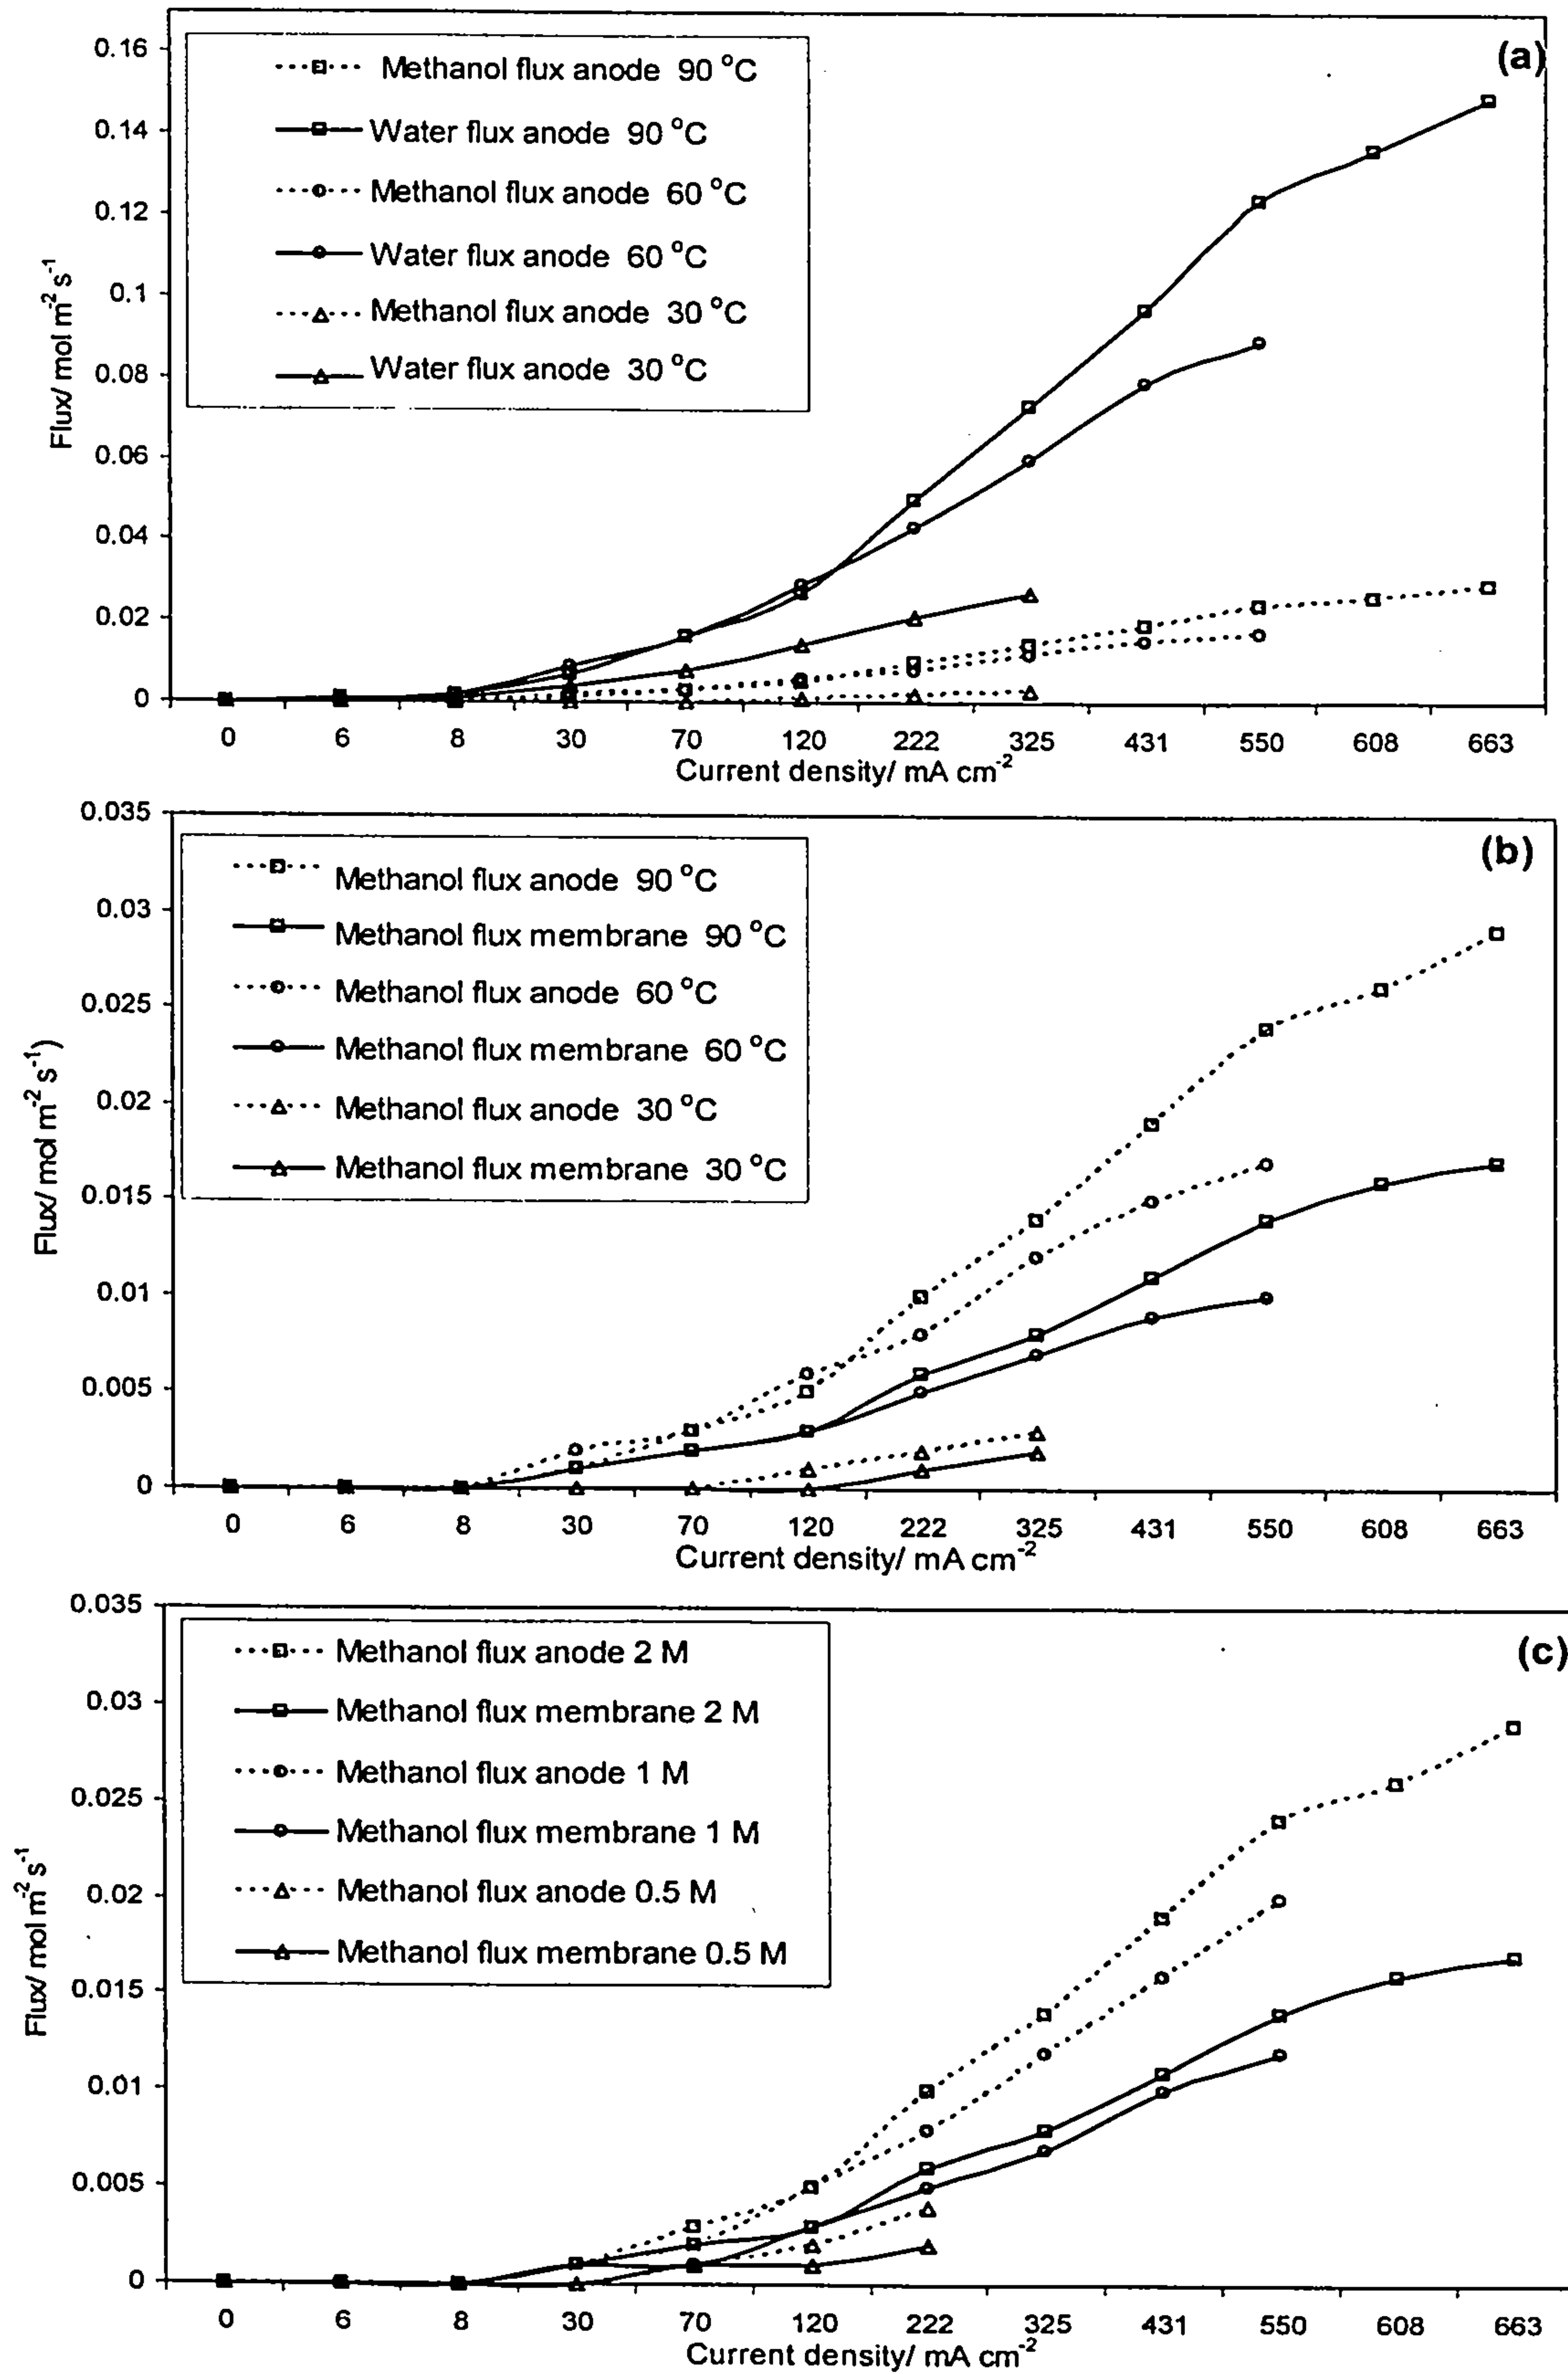 (a)
0.16
0.14
0.12
0.1
0.08
0.06
0.04
0.02
0
Flux/ mol m⁻² s⁻¹
Methanol flux anode 90 °C
Water flux anode 90 °C
Methanol flux anode 60 °C
Water flux anode 60 °C
Methanol flux anode 30 °C
Water flux anode 30 °C
0 6 8 30 70 120 222 325 431 550 608 663
Current density/ mA cm⁻²
(b)
0.035
0.03
0.025
0.02
0.015
0.01
0.005
0
Flux/ mol m⁻² s⁻¹)
Methanol flux anode 90 °C
Methanol flux membrane 90 °C
Methanol flux anode 60 °C
Methanol flux membrane 60 °C
Methanol flux anode 30 °C
Methanol flux membrane 30 °C
0 6 8 30 70 120 222 325 431 550 608 663
Current density/ mA cm⁻²
(c)
0.035
0.03
0.025
0.02
0.015
0.01
0.005
0
Flux/ mol m⁻² s⁻¹
Methanol flux anode 2 M
Methanol flux membrane 2 M
Methanol flux anode 1 M
Methanol flux membrane 1 M
Methanol flux anode 0.5 M
Methanol flux membrane 0.5 M
0 6 8 30 70 120 222 325 431 550 608 663
Current density/ mA cm⁻²